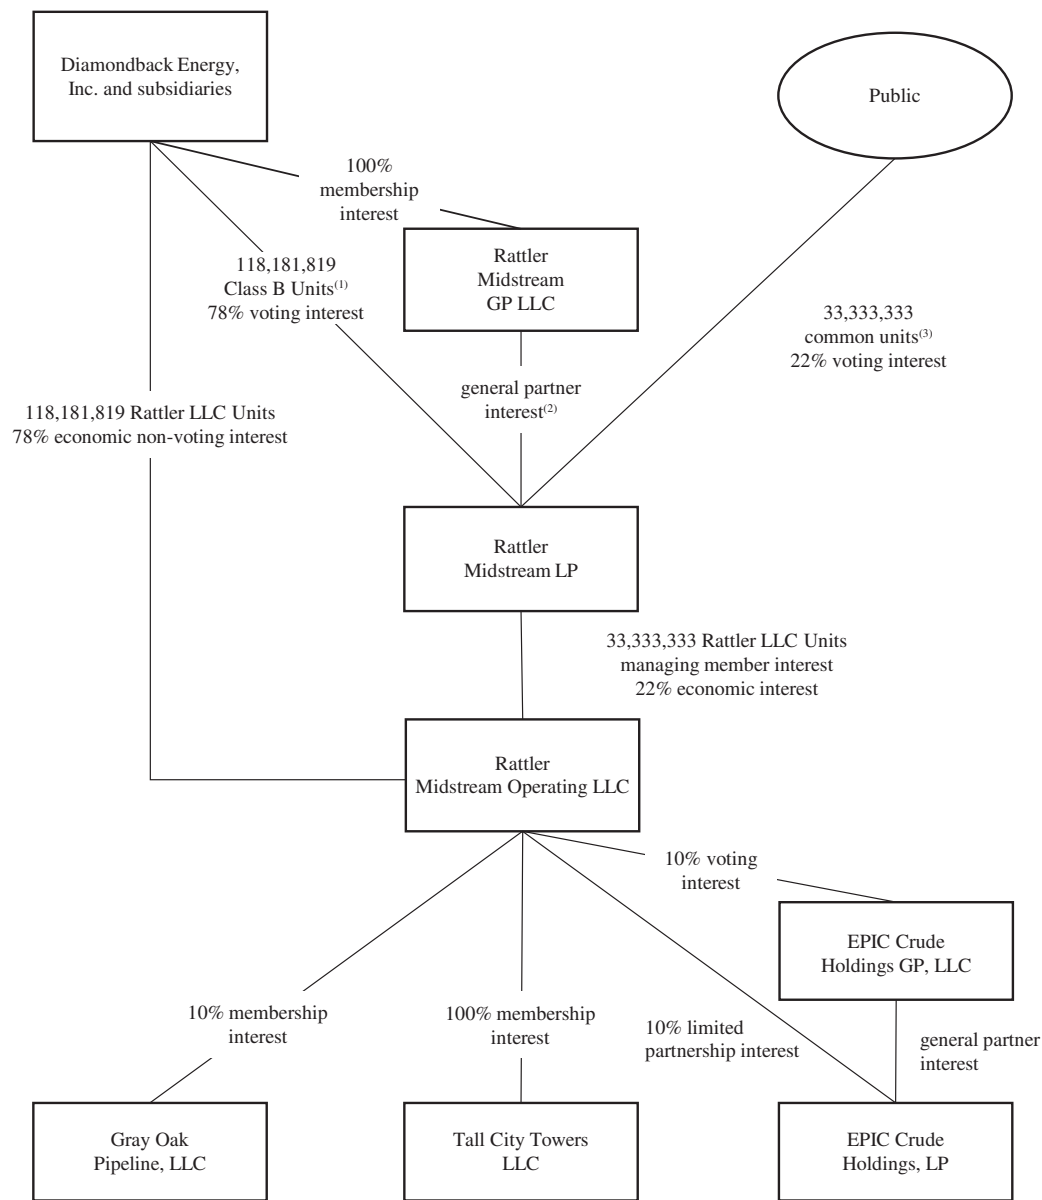 Diamondback Energy,
Inc. and subsidiaries
Public
100%
membership
interest
Rattler
Midstream
GP LLC
118,181,819
Class B Units(1)
78% voting interest
33,333,333
common units(3)
22% voting interest
general partner
interest(2)
118,181,819 Rattler LLC Units
78% economic non-voting interest
Rattler
Midstream LP
33,333,333 Rattler LLC Units
managing member interest
22% economic interest
Rattler
Midstream Operating LLC
10% voting
interest
EPIC Crude
Holdings GP, LLC
10% membership
interest
100% membership
interest
10% limited
partnership interest
general partner
interest
Gray Oak
Pipeline, LLC
Tall City Towers
LLC
EPIC Crude
Holdings, LP